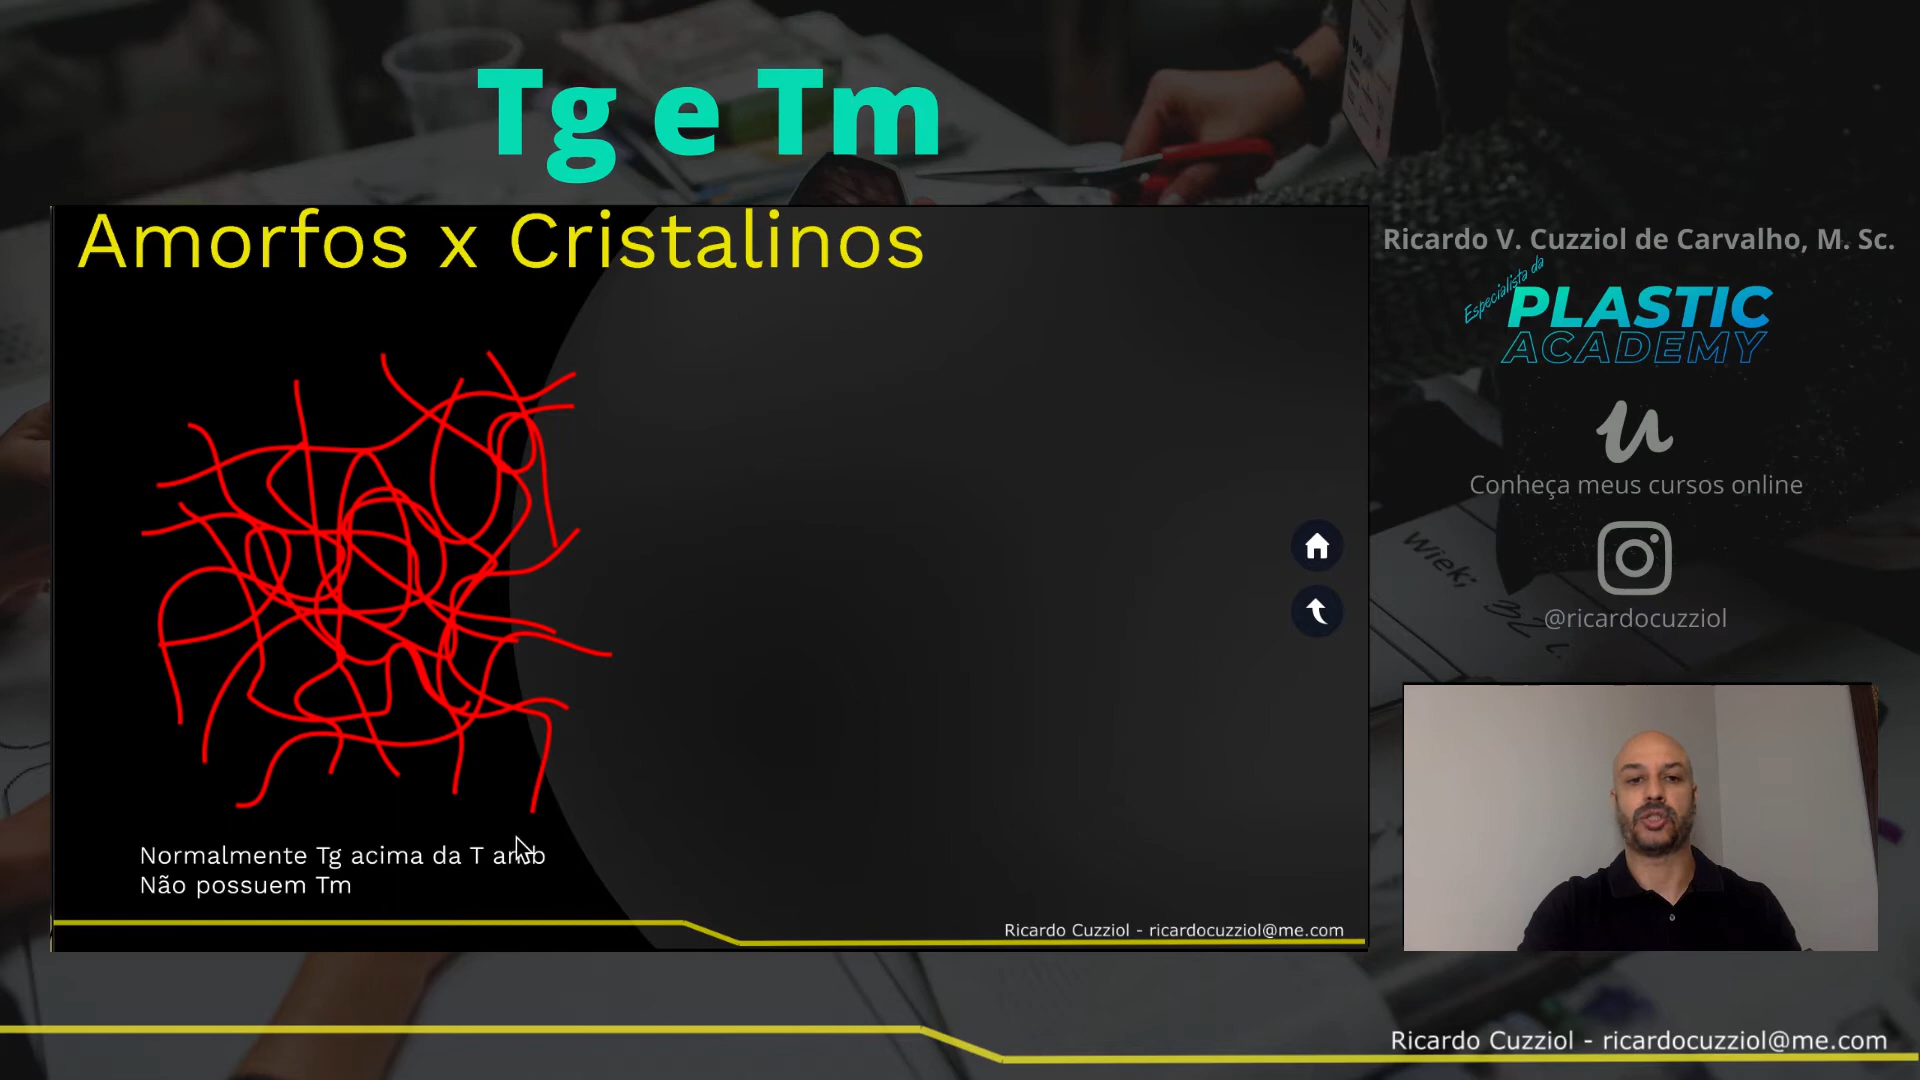 Tg e Tm
Amorfos x Cristalinos
Normalmente Tg acima da T amb
Não possuem Tm
Ricardo Cuzziol - ricardocuzziol@me.com
Ricardo V. Cuzziol de Carvalho, M. Sc.
Especialista da
PLASTIC
ACADEMY
Conheça meus cursos online
@ricardocuzziol
Wiek;
Ricardo Cuzziol - ricardocuzziol@me.com